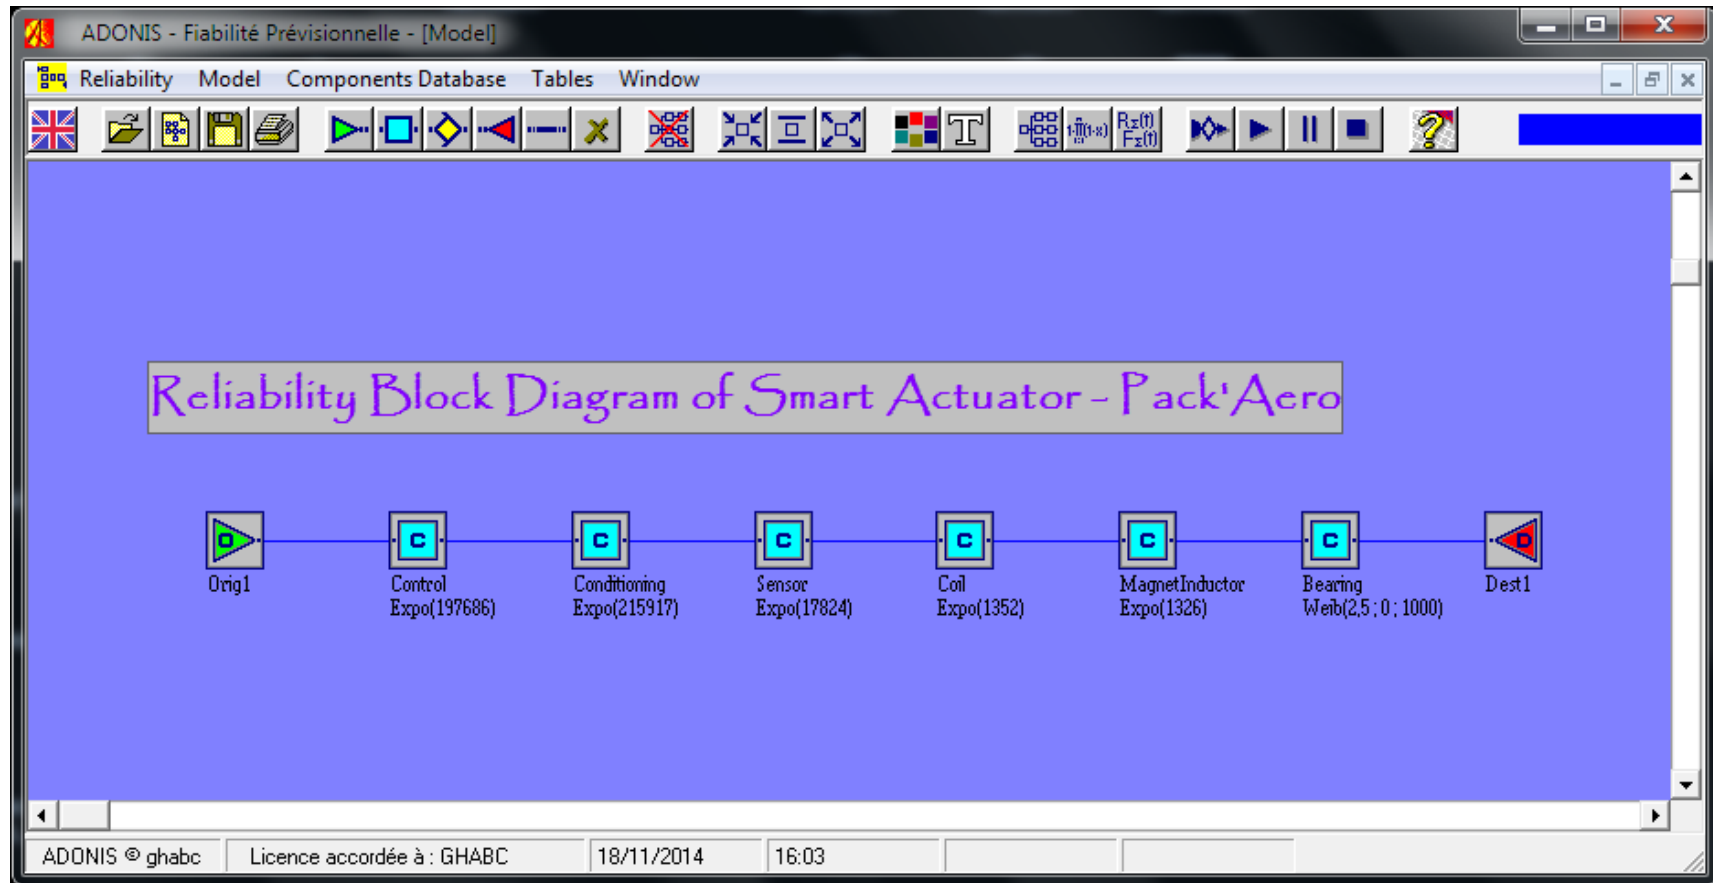 ADONIS - Fiabilité Prévisionnelle - [Model]
Reliability Model Components Database Tables Window
RΣ(t)
FΣ(t)
Reliability Block Diagram of Smart Actuator - Pack'Aero
O C C C C C C D
Orig1 Control Conditioning Sensor Coil MagnetInductor Bearing Dest1
Expo(197686) Expo(215917) Expo(17824) Expo(1352) Expo(1326) Weib(2,5 ; 0 ; 1000)
ADONIS © ghabc Licence accordée à : GHABC 18/11/2014 16:03